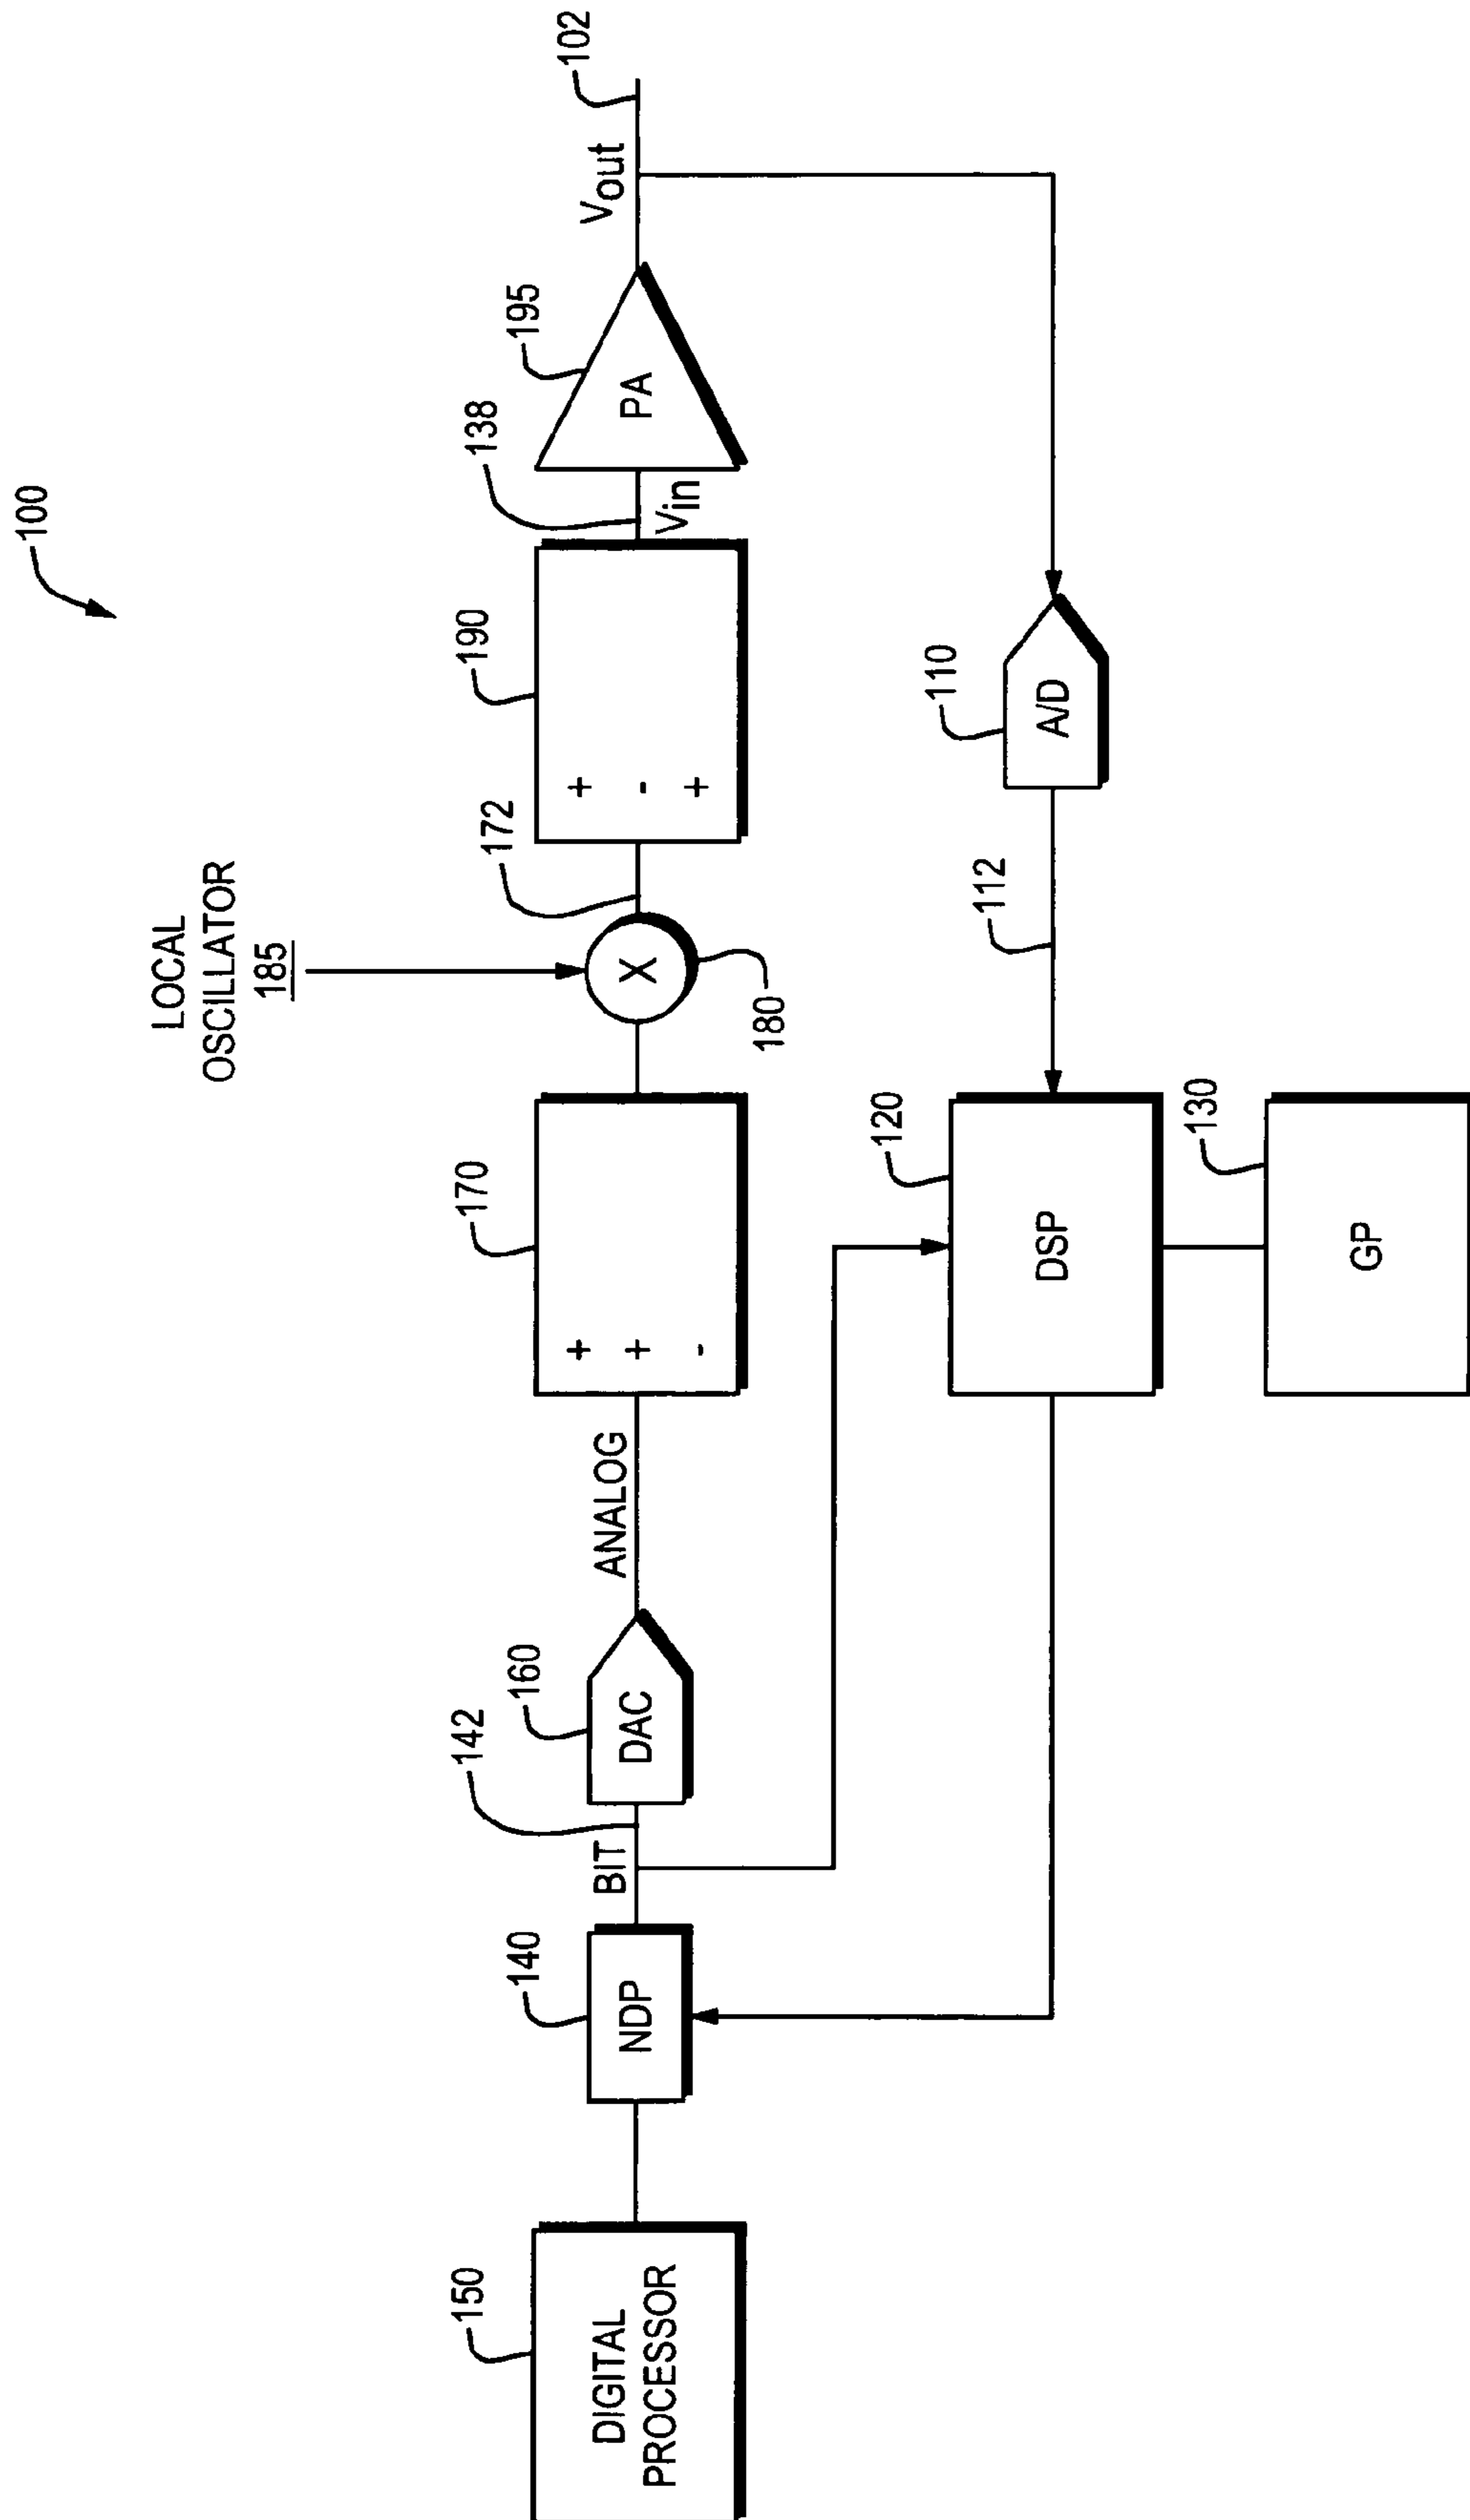 100
LOCAL
OSCILLATOR
185
150
140
142
160
170
172
190
138
195
102
DIGITAL
PROCESSOR
NDP
BIT
DAC
ANALOG
+
+
-
X
180
+
-
+
Vin
PA
Vout
120
DSP
112
110
A/D
130
GP